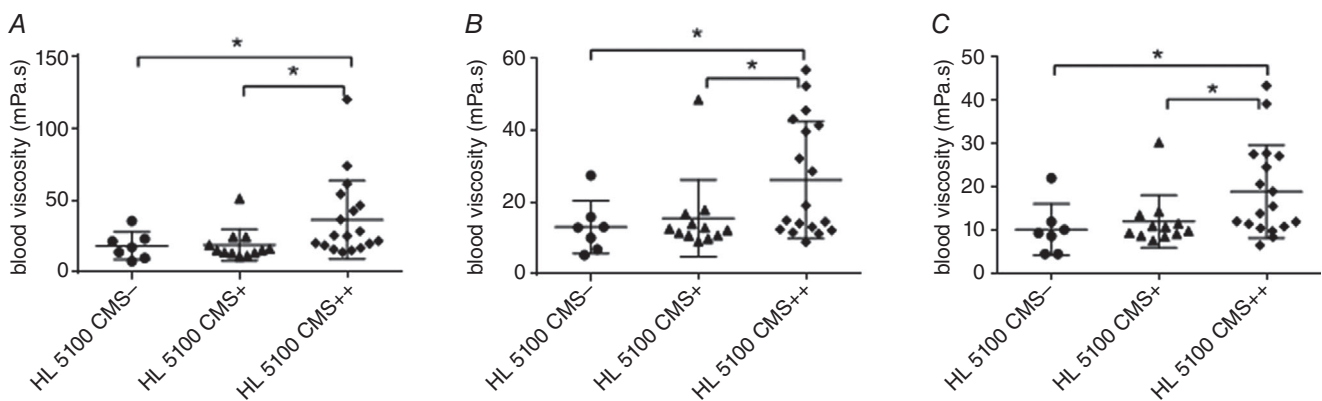 A
blood viscosity (mPa.s)
150
100
50
0
*
*
HL 5100 CMS–
HL 5100 CMS+
HL 5100 CMS++
B
blood viscosity (mPa.s)
60
40
20
0
*
*
HL 5100 CMS–
HL 5100 CMS+
HL 5100 CMS++
C
blood viscosity (mPa.s)
50
40
30
20
10
0
*
*
HL 5100 CMS–
HL 5100 CMS+
HL 5100 CMS++